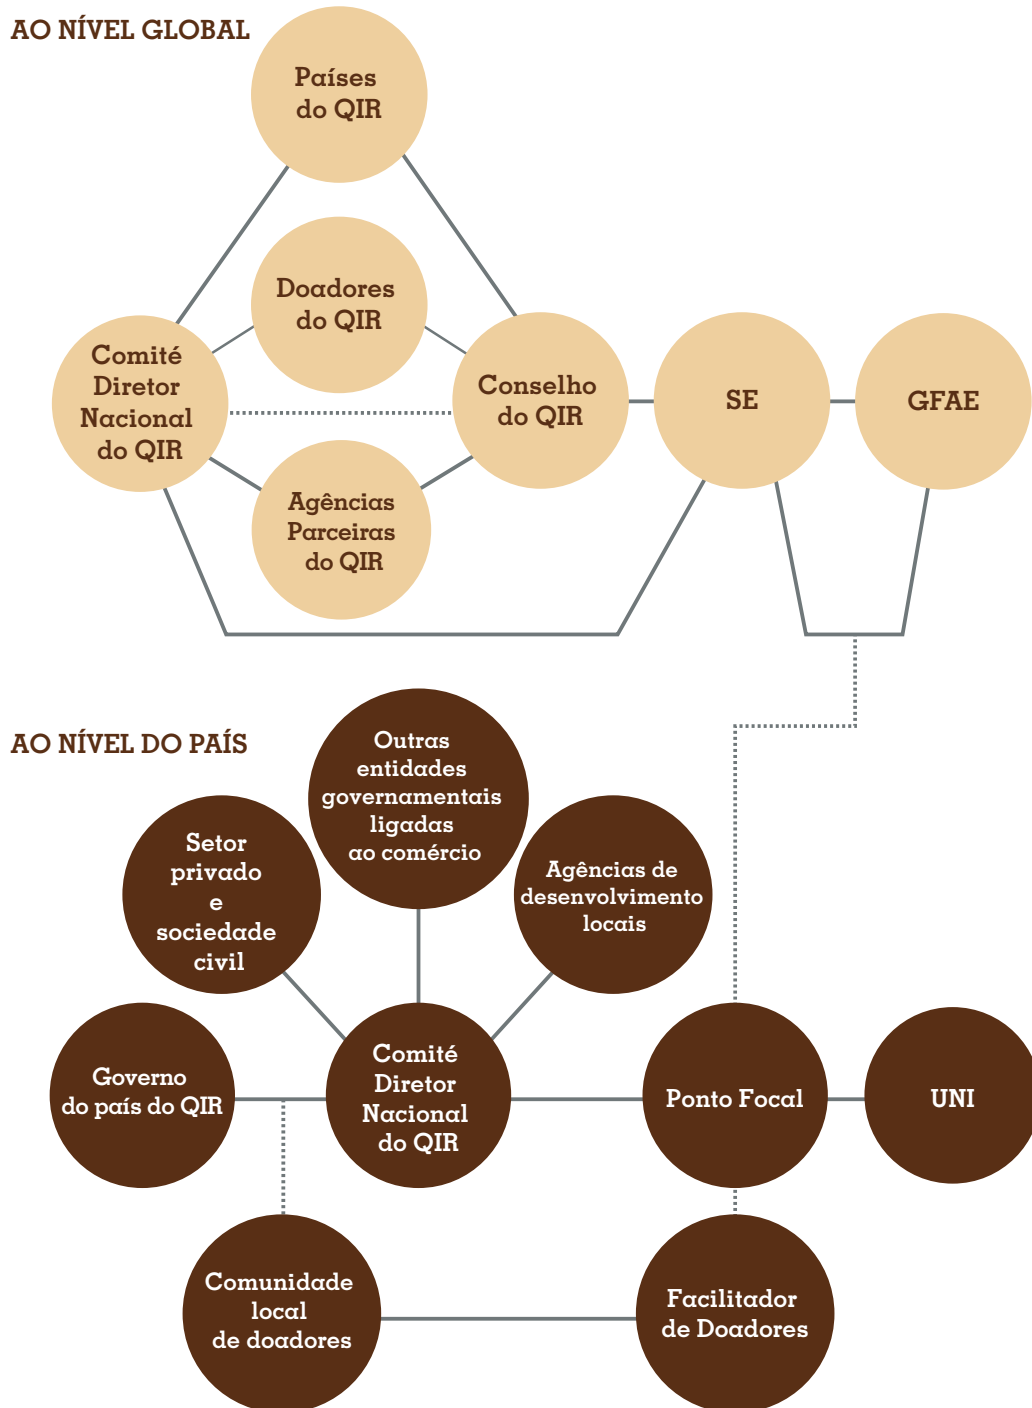 AO NÍVEL GLOBAL
Países
do QIR
Doadores
do QIR
Comité
Diretor
Nacional
do QIR
Conselho
do QIR
SE
GFAE
Agências
Parceiras
do QIR
AO NÍVEL DO PAÍS
Outras
entidades
governamentais
ligadas
ao comércio
Setor
privado
e
sociedade
civil
Agências de
desenvolvimento
locais
Governo
do país do QIR
Comité
Diretor
Nacional
do QIR
Ponto Focal
UNI
Comunidade
local
de doadores
Facilitador
de Doadores